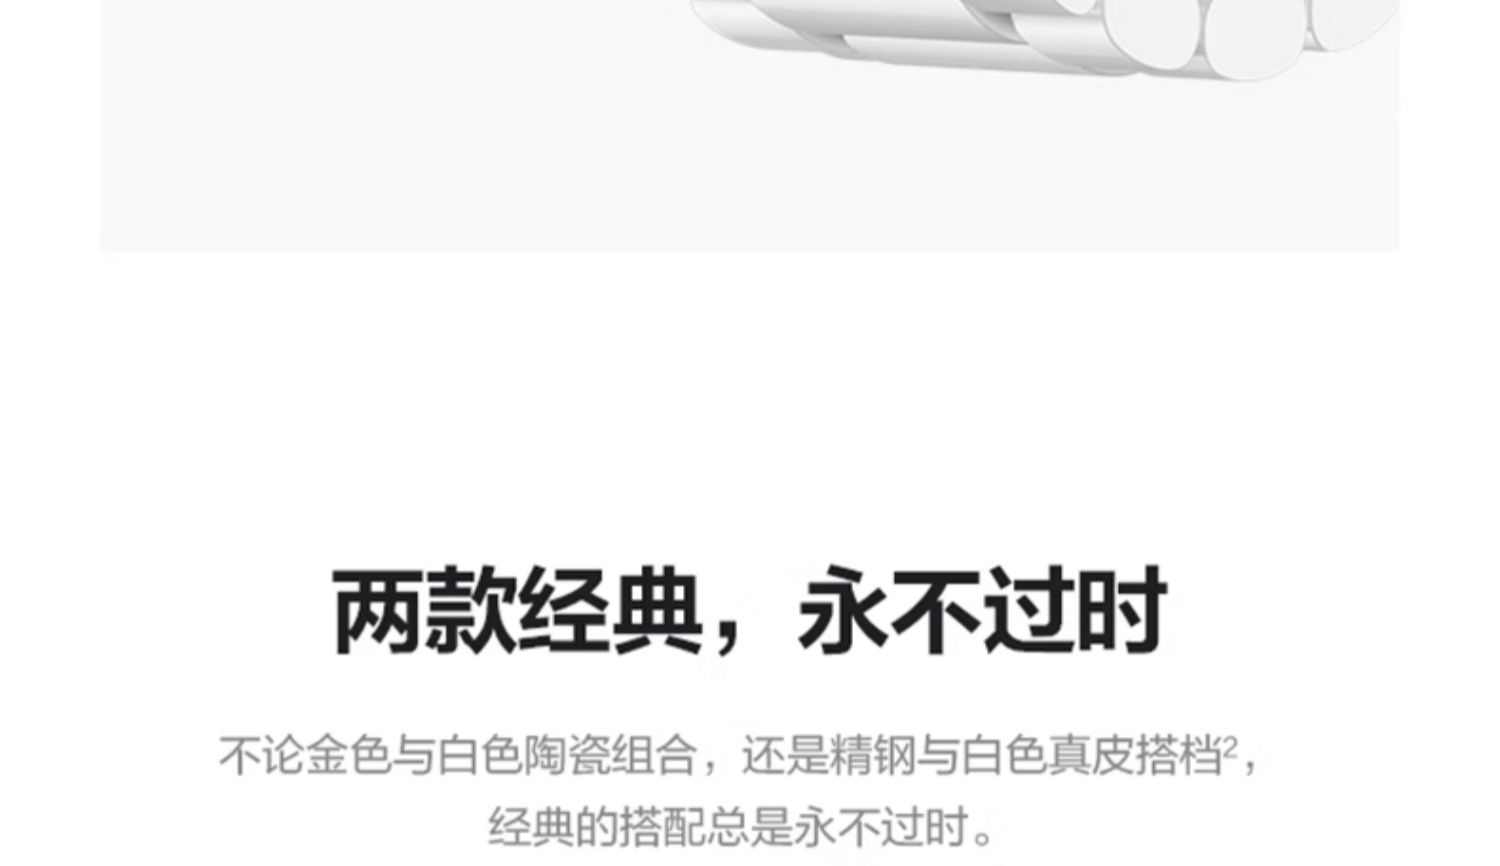 两款经典，永不过时
不论金色与白色陶瓷组合，还是精钢与白色真皮搭档²，
经典的搭配总是永不过时。